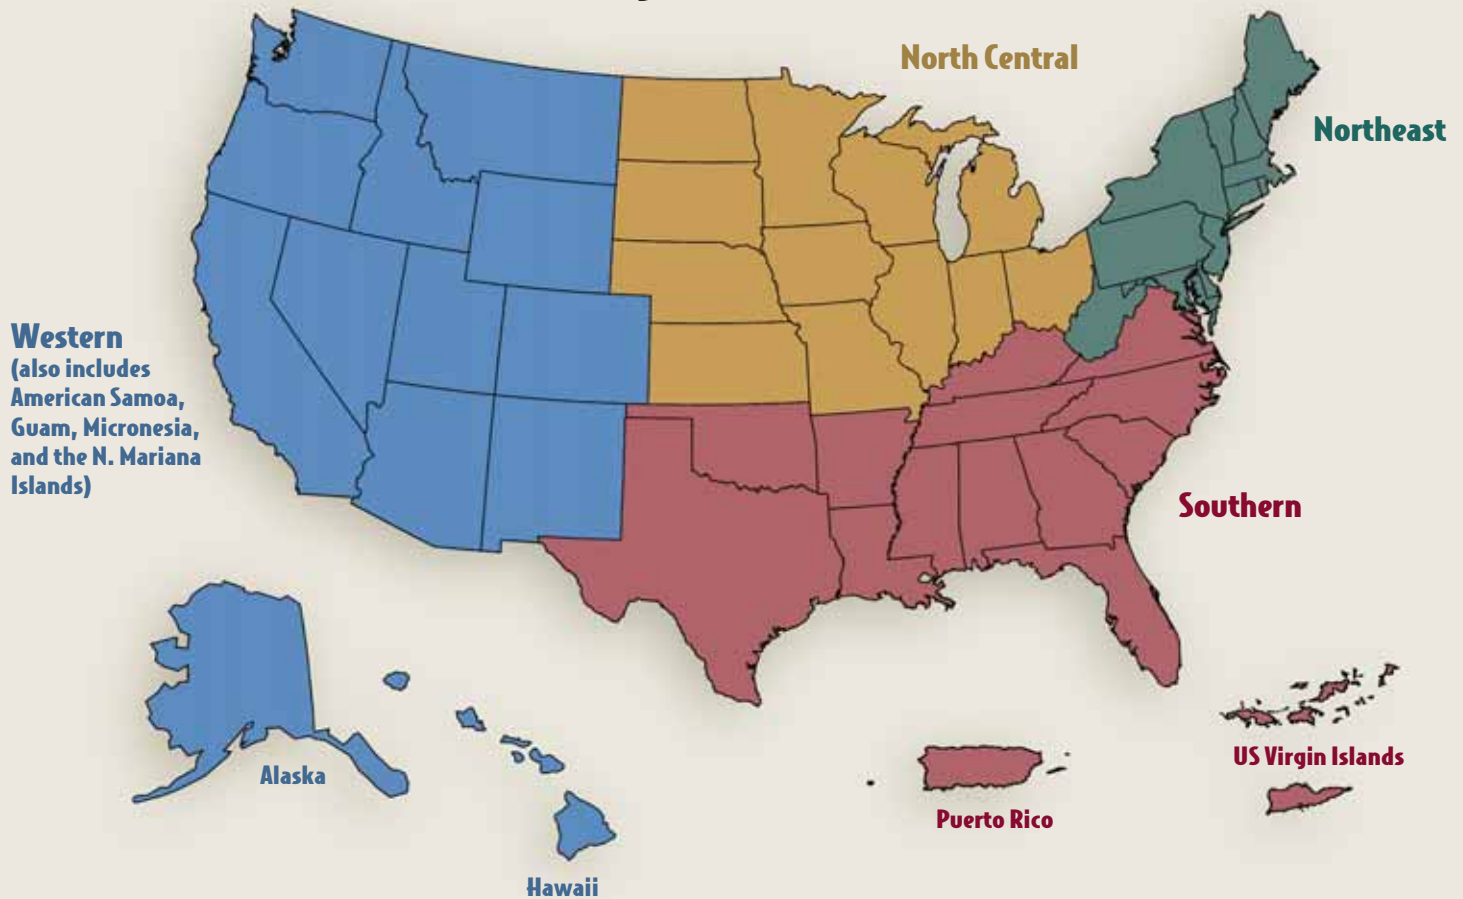 North Central
Northeast
Western
(also includes
American Samoa,
Guam, Micronesia,
and the N. Mariana
Islands)
Southern
Alaska
US Virgin Islands
Puerto Rico
Hawaii